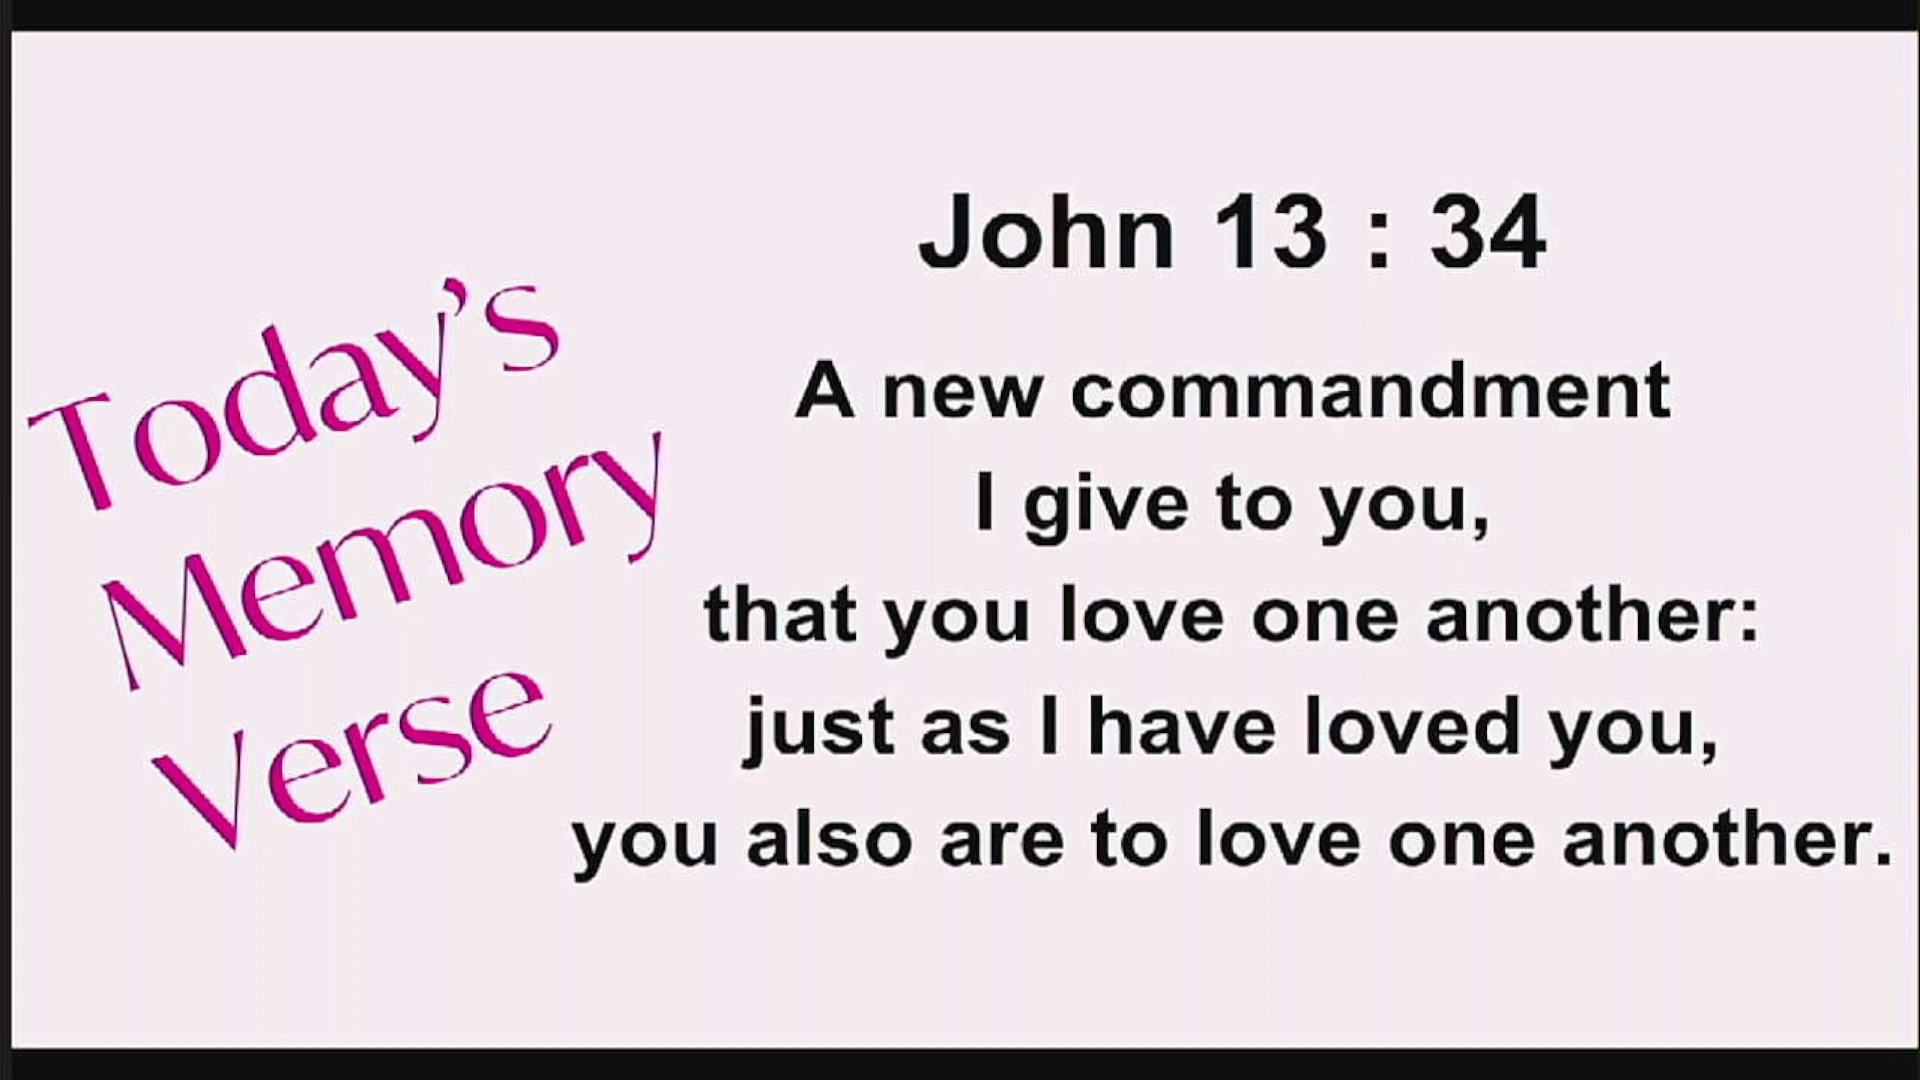 Today's
Memory
Verse
John 13 : 34
A new commandment
I give to you,
that you love one another:
just as I have loved you,
you also are to love one another.